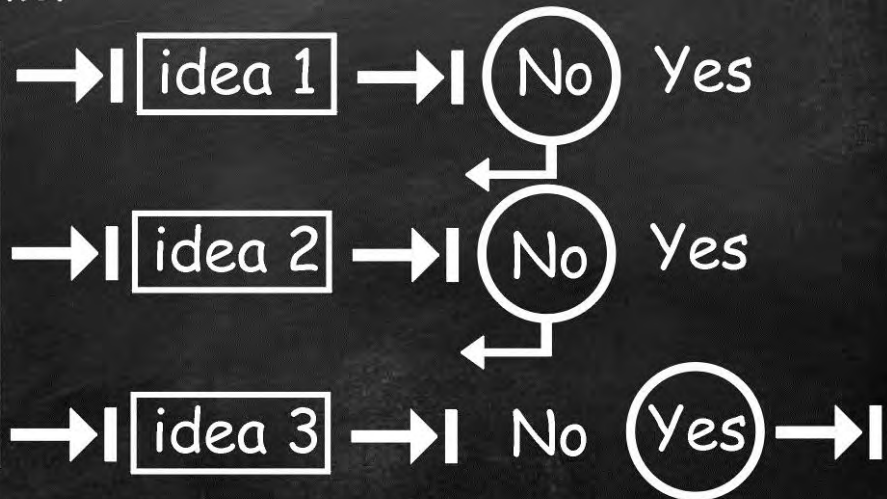 idea 1 No Yes
idea 2 No Yes
idea 3 No Yes